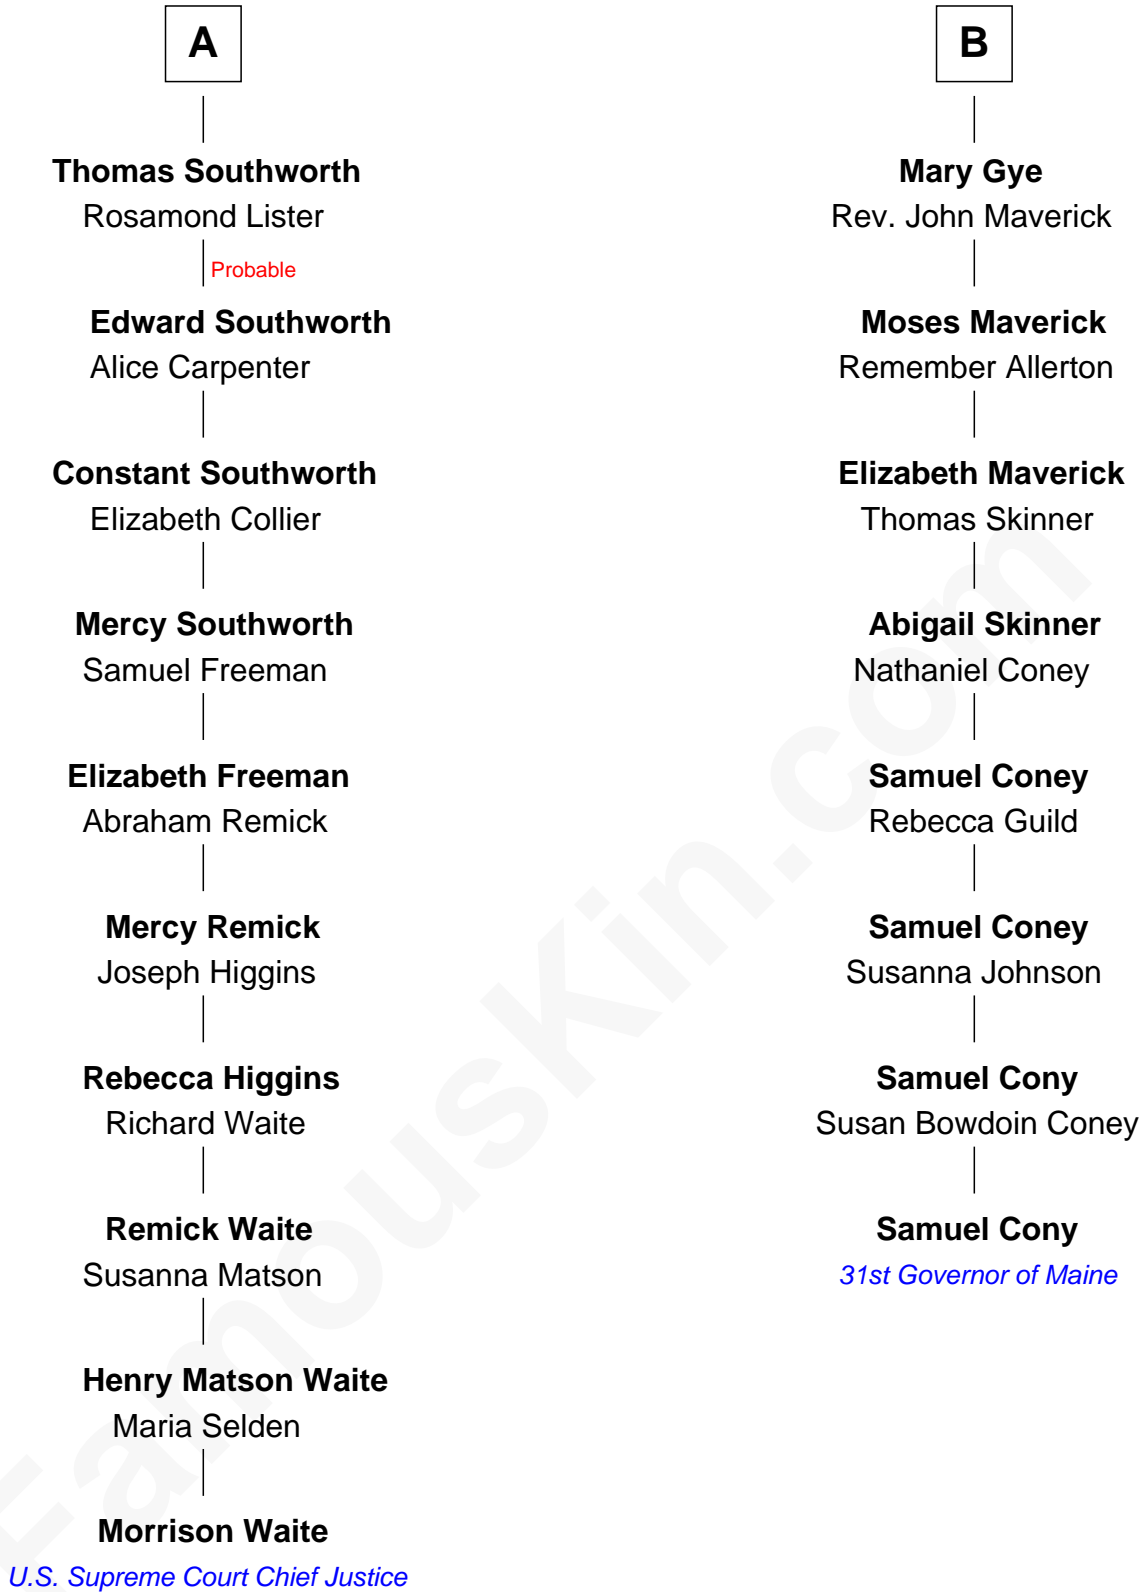 A
Thomas Southworth
Rosamond Lister
Probable
Edward Southworth
Alice Carpenter
Constant Southworth
Elizabeth Collier
Mercy Southworth
Samuel Freeman
Elizabeth Freeman
Abraham Remick
Mercy Remick
Joseph Higgins
Rebecca Higgins
Richard Waite
Remick Waite
Susanna Matson
Henry Matson Waite
Maria Selden
Morrison Waite
U.S. Supreme Court Chief Justice
B
Mary Gye
Rev. John Maverick
Moses Maverick
Remember Allerton
Elizabeth Maverick
Thomas Skinner
Abigail Skinner
Nathaniel Coney
Samuel Coney
Rebecca Guild
Samuel Coney
Susanna Johnson
Samuel Cony
Susan Bowdoin Coney
Samuel Cony
31st Governor of Maine
FamousKin.com